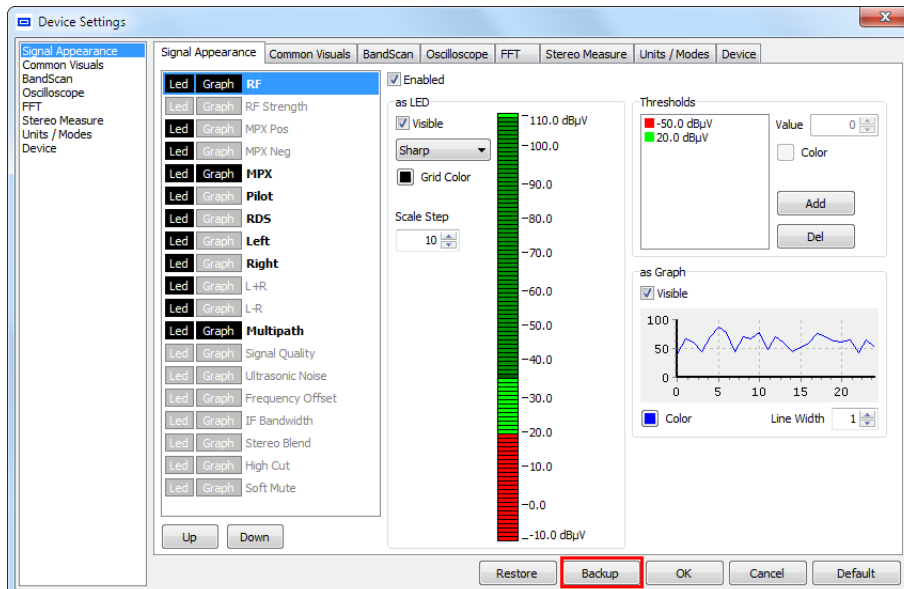 Device Settings
Signal Appearance
Common Visuals
BandScan
Oscilloscope
FFT
Stereo Measure
Units / Modes
Device
Signal Appearance Common Visuals BandScan Oscilloscope FFT Stereo Measure Units / Modes Device
Led Graph RF
Led Graph RF Strength
Led Graph MPX Pos
Led Graph MPX Neg
Led Graph MPX
Led Graph Pilot
Led Graph RDS
Led Graph Left
Led Graph Right
Led Graph L+R
Led Graph L-R
Led Graph Multipath
Led Graph Signal Quality
Led Graph Ultrasonic Noise
Led Graph Frequency Offset
Led Graph IF Bandwidth
Led Graph Stereo Blend
Led Graph High Cut
Led Graph Soft Mute
Up Down
Enabled
as LED
Visible
Sharp
Grid Color
Scale Step
10
110.0 dBµV
100.0
90.0
80.0
70.0
60.0
50.0
40.0
30.0
20.0
10.0
0.0
-10.0 dBµV
Thresholds
-50.0 dBµV
20.0 dBµV
Value 0
Color
Add
Del
as Graph
Visible
100
50
0
0 5 10 15 20
Color Line Width 1
Restore Backup OK Cancel Default